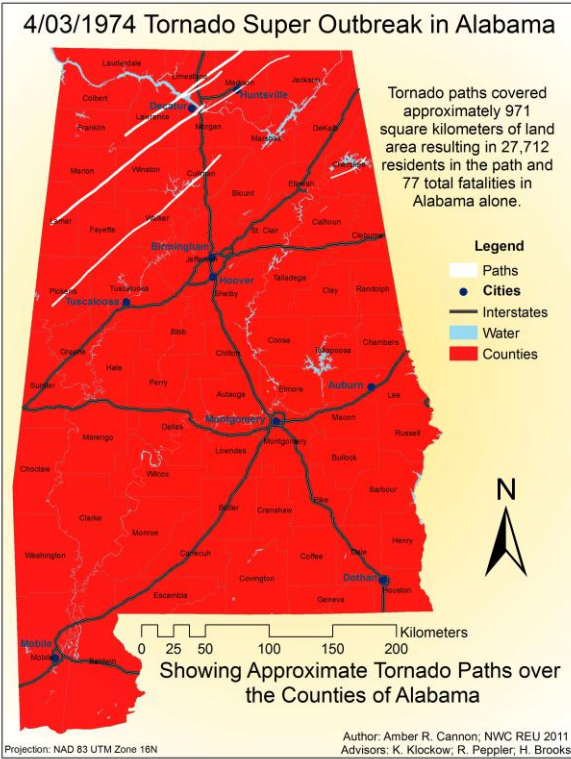 4/03/1974 Tornado Super Outbreak in Alabama
Tornado paths covered
approximately 971
square kilometers of land
area resulting in 27,712
residents in the path and
77 total fatalities in
Alabama alone.
Legend
Paths
Cities
Interstates
Water
Counties
Lauderdale
Limestone
Madison
Jackson
Colbert
Huntsville
Decatur
Lawrence
Franklin
Morgan
Marshall
DeKalb
Marion
Winston
Cullman
Cherokee
Blount
Etowah
Lamar
Fayette
Walker
St. Clair
Calhoun
Cleburne
Birmingham
Jefferson
Hoover
Shelby
Talladega
Pickens
Tuscaloosa
Tuscaloosa
Clay
Randolph
Bibb
Greene
Hale
Chilton
Coosa
Tallapoosa
Chambers
Sumter
Perry
Autauga
Elmore
Auburn
Lee
Montgomery
Macon
Marengo
Dallas
Montgomery
Russell
Lowndes
Bullock
Choctaw
Wilcox
Barbour
Clarke
Butler
Crenshaw
Pike
Monroe
Henry
Washington
Conecuh
Coffee
Dale
Covington
Dothan
Houston
Escambia
Geneva
Mobile
Mobile
Baldwin
N
Kilometers
0 25 50 100 150 200
Showing Approximate Tornado Paths over
the Counties of Alabama
Author: Amber R. Cannon; NWC REU 2011
Projection: NAD 83 UTM Zone 16N
Advisors: K. Klockow; R. Peppler; H. Brooks